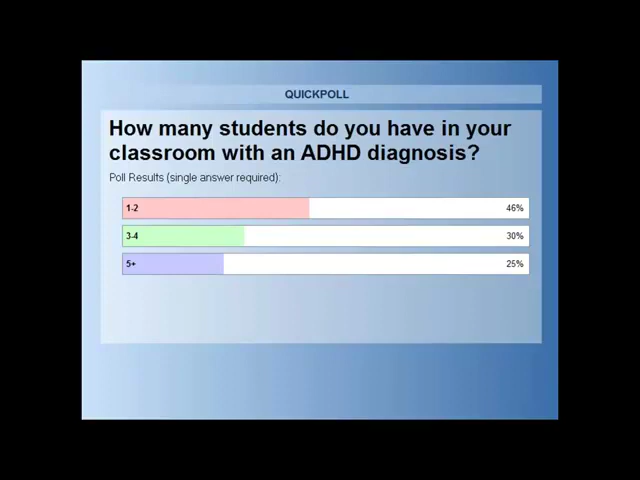 QUICKPOLL
How many students do you have in your
classroom with an ADHD diagnosis?
Poll Results (single answer required):
1-2 46%
3-4 30%
5+ 25%